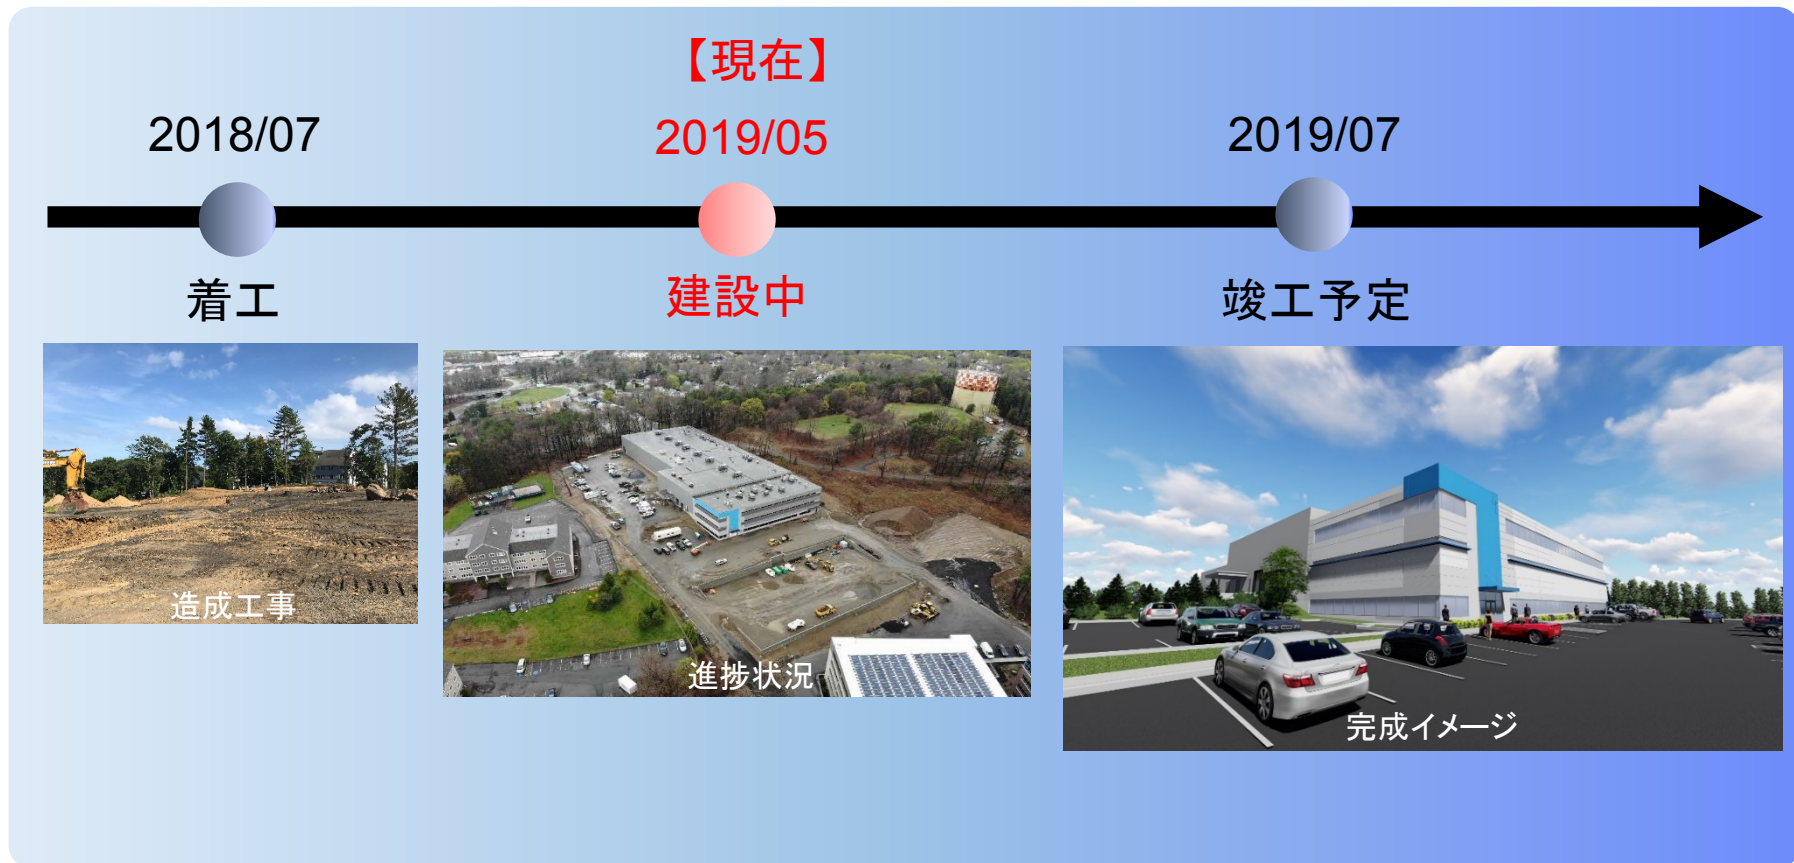 【現在】
2018/07
2019/05
2019/07
着工
建設中
竣工予定
造成工事
進捗状況
完成イメージ